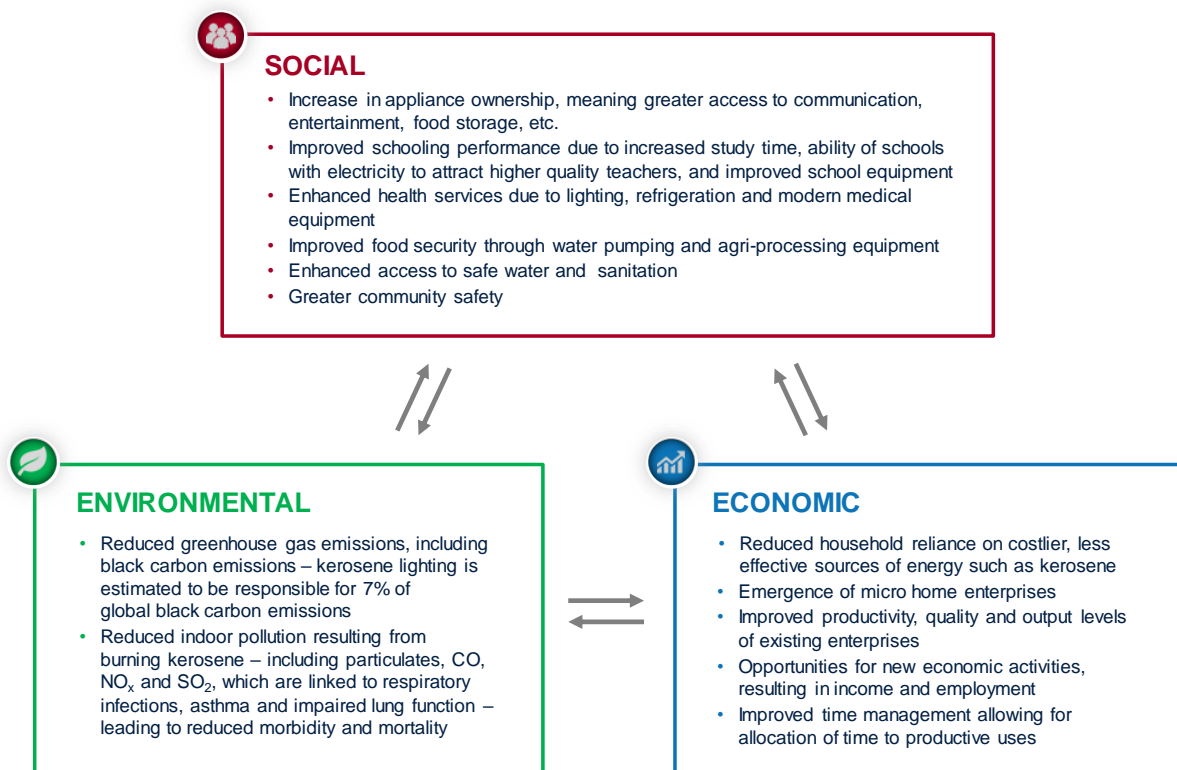 SOCIAL
• Increase in appliance ownership, meaning greater access to communication,
entertainment, food storage, etc.
• Improved schooling performance due to increased study time, ability of schools
with electricity to attract higher quality teachers, and improved school equipment
• Enhanced health services due to lighting, refrigeration and modern medical
equipment
• Improved food security through water pumping and agri-processing equipment
• Enhanced access to safe water and sanitation
• Greater community safety
ENVIRONMENTAL
• Reduced greenhouse gas emissions, including
black carbon emissions – kerosene lighting is
estimated to be responsible for 7% of
global black carbon emissions
• Reduced indoor pollution resulting from
burning kerosene – including particulates, CO,
NOₓ and SO₂, which are linked to respiratory
infections, asthma and impaired lung function –
leading to reduced morbidity and mortality
ECONOMIC
• Reduced household reliance on costlier, less
effective sources of energy such as kerosene
• Emergence of micro home enterprises
• Improved productivity, quality and output levels
of existing enterprises
• Opportunities for new economic activities,
resulting in income and employment
• Improved time management allowing for
allocation of time to productive uses